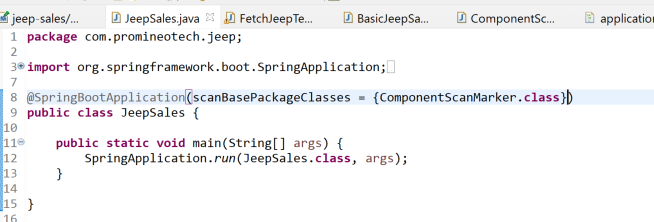 jeep-sales/... JeepSales.java FetchJeepTe... BasicJeepSa... ComponentSc... application
1 package com.promineotech.jeep;
2
3 import org.springframework.boot.SpringApplication;
7
8 @SpringBootApplication(scanBasePackageClasses = {ComponentScanMarker.class})
9 public class JeepSales {
10
11 public static void main(String[] args) {
12 SpringApplication.run(JeepSales.class, args);
13 }
14
15 }
16